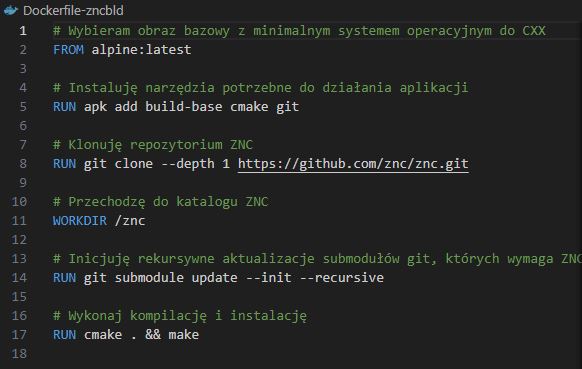 Dockerfile-zncbld
1 # Wybieram obraz bazowy z minimalnym systemem operacyjnym do CXX
2 FROM alpine:latest
3
4 # Instaluję narzędzia potrzebne do działania aplikacji
5 RUN apk add build-base cmake git
6
7 # Klonuję repozytorium ZNC
8 RUN git clone --depth 1 https://github.com/znc/znc.git
9
10 # Przechodzę do katalogu ZNC
11 WORKDIR /znc
12
13 # Inicjuję rekursywne aktualizacje submodułów git, których wymaga ZNC
14 RUN git submodule update --init --recursive
15
16 # Wykonaj kompilację i instalację
17 RUN cmake . && make
18